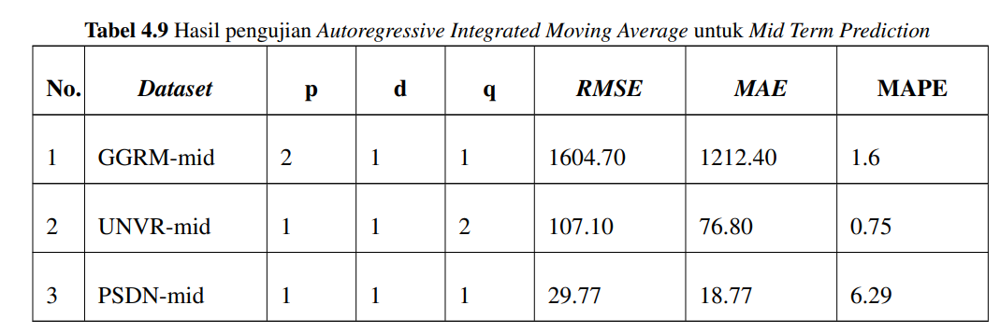 Tabel 4.9 Hasil pengujian Autoregressive Integrated Moving Average untuk Mid Term Prediction
No. Dataset p d q RMSE MAE MAPE
1 GGRM-mid 2 1 1 1604.70 1212.40 1.6
2 UNVR-mid 1 1 2 107.10 76.80 0.75
3 PSDN-mid 1 1 1 29.77 18.77 6.29